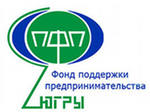 ПФП
Фонд поддержки
предпринимательства
ЮГРЫ